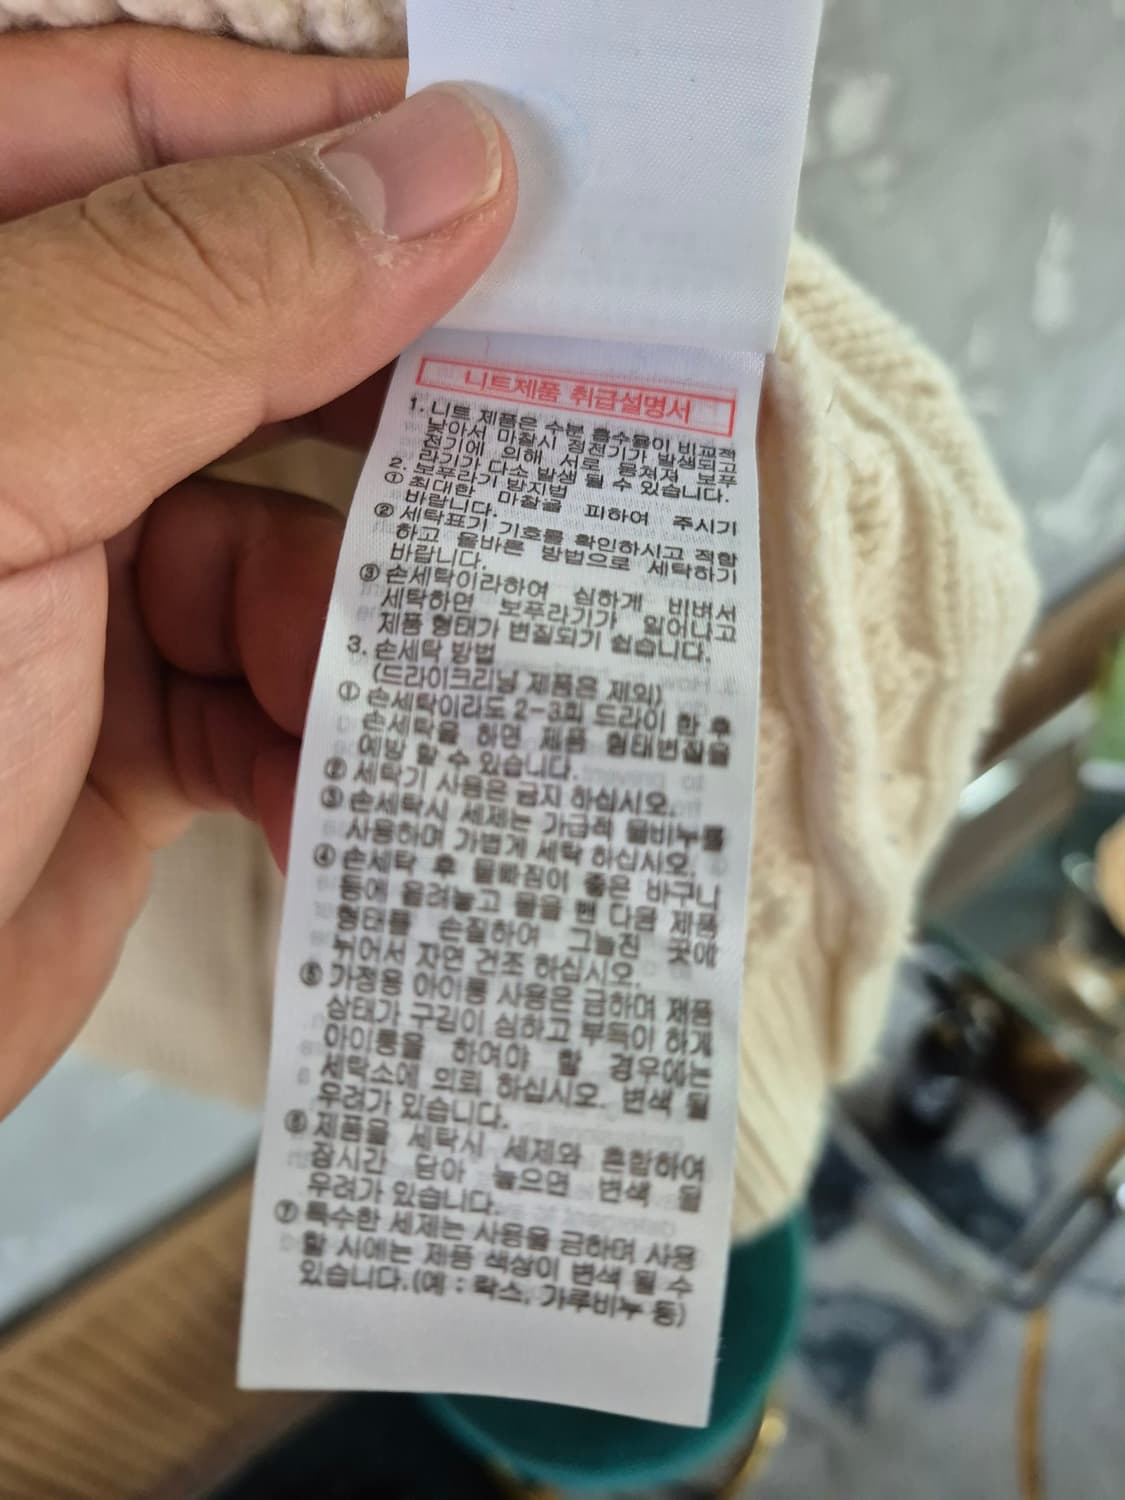 니트제품 취급설명서
1. 니트 제품은 수분 흡수율이 비교적
높아서 마찰시 정전기가 발생되고
전기에 의해 서로 뭉쳐져 보푸
라기가 다소 발생 될 수 있습니다.
2. 보푸라기 방지법
① 최대한 마찰을 피하여 주시기
바랍니다.
② 세탁표기 기호를 확인하시고 적합
하고 올바른 방법으로 세탁하기
바랍니다.
③ 손세탁이라하여 심하게 비벼서
세탁하면 보푸라기가 일어나고
제품 형태가 변질되기 쉽습니다.
3. 손세탁 방법
(드라이크리닝 제품은 제외)
① 손세탁이라도 2-3회 드라이 한 후
손세탁을 하면 제품 형태변질을
예방 할 수 있습니다.
② 세탁기 사용은 금지 하십시오.
③ 손세탁시 세제는 가급적 물비누를
사용하며 가볍게 세탁 하십시오.
④ 손세탁 후 물빠짐이 좋은 바구니
등에 올려놓고 물을 뺀 다음 제품
형태를 손질하여 그늘진 곳에
뉘어서 자연 건조 하십시오.
⑤ 가정용 아이롱 사용은 금하며 제품
상태가 구김이 심하고 부득이 하게
아이롱을 하여야 할 경우에는
세탁소에 의뢰 하십시오. 변색 될
우려가 있습니다.
⑥ 제품을 세탁시 세제와 혼합하여
장시간 담아 놓으면 변색 될
우려가 있습니다.
⑦ 특수한 세제는 사용을 금하며 사용
할 시에는 제품 색상이 변색 될 수
있습니다.(예 : 락스, 가루비누 등)